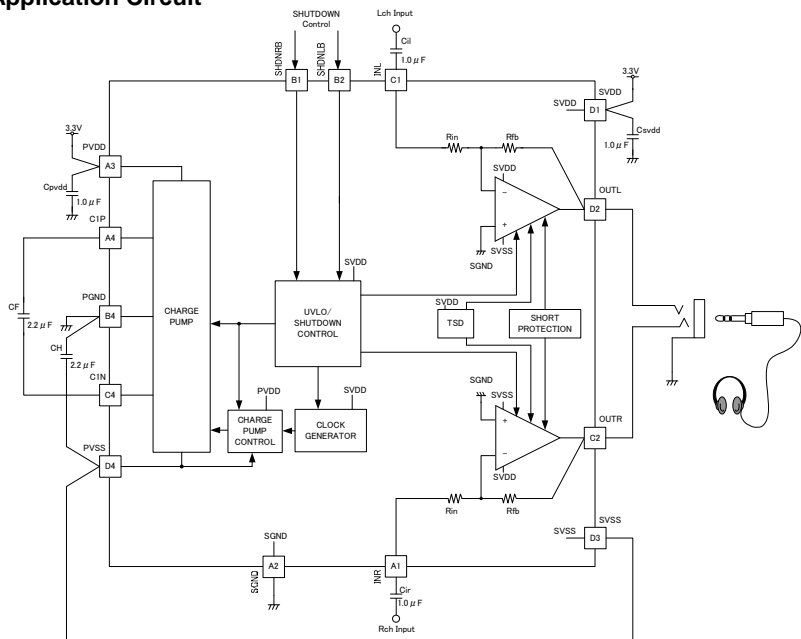 Application Circuit
SHUTDOWN
Control
Lch Input
Cil
1.0μF
SHDNRB
SHDNLB
INL
B1
B2
C1
3.3V
SVDD
SVDD
D1
Csvdd
1.0μF
3.3V
PVDD
A3
Cpvdd
1.0μF
C1P
A4
PGND
B4
CF
2.2μF
CH
2.2μF
C1N
C4
PVSS
D4
CHARGE
PUMP
Rin
Rfb
SVDD
−
+
SVSS
SGND
OUTL
D2
SVDD
UVLO/
SHUTDOWN
CONTROL
SVDD
TSD
SHORT
PROTECTION
PVDD
CHARGE
PUMP
CONTROL
SVDD
CLOCK
GENERATOR
SGND
SVSS
+
−
SVDD
OUTR
C2
Rin
Rfb
SVSS
SVSS
D3
SGND
SGND
A2
INR
A1
Cir
1.0μF
Rch Input